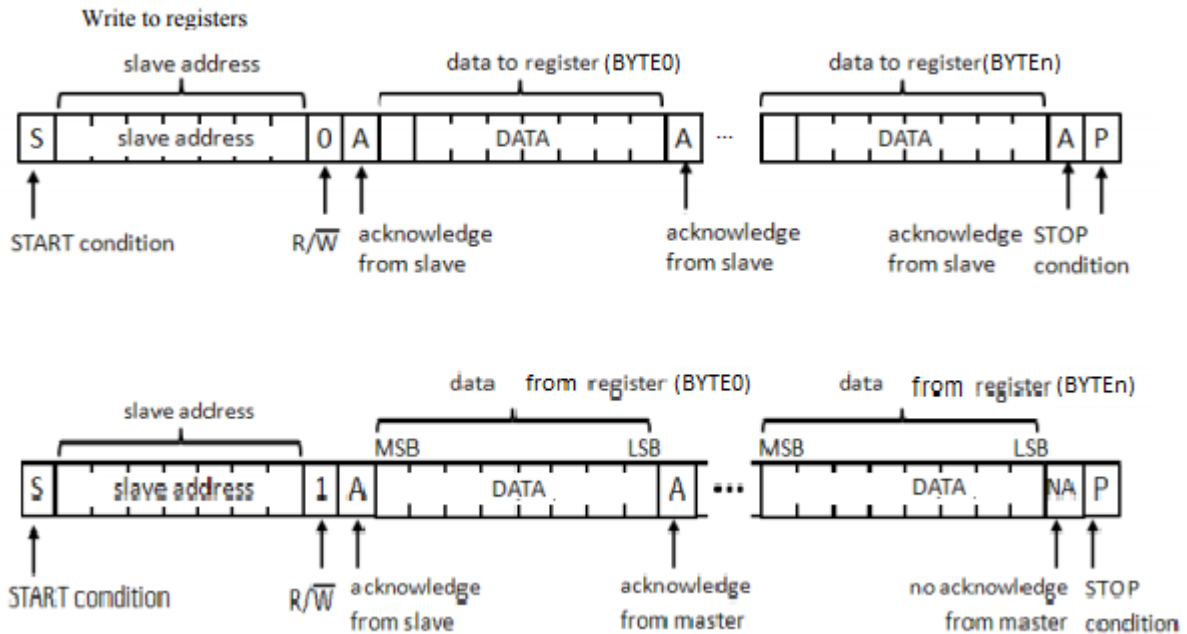 Write to registers
slave address
data to register (BYTE0)
data to register(BYTEn)
S slave address 0 A DATA A ... DATA A P
START condition
R/W̅
acknowledge
from slave
acknowledge
from slave
acknowledge
from slave
STOP
condition
slave address
data from register (BYTE0)
data from register (BYTEn)
MSB LSB MSB LSB
S slave address 1 A DATA A ... DATA NA P
START condition
R/W̅
acknowledge
from slave
acknowledge
from master
no acknowledge
from master
STOP
condition